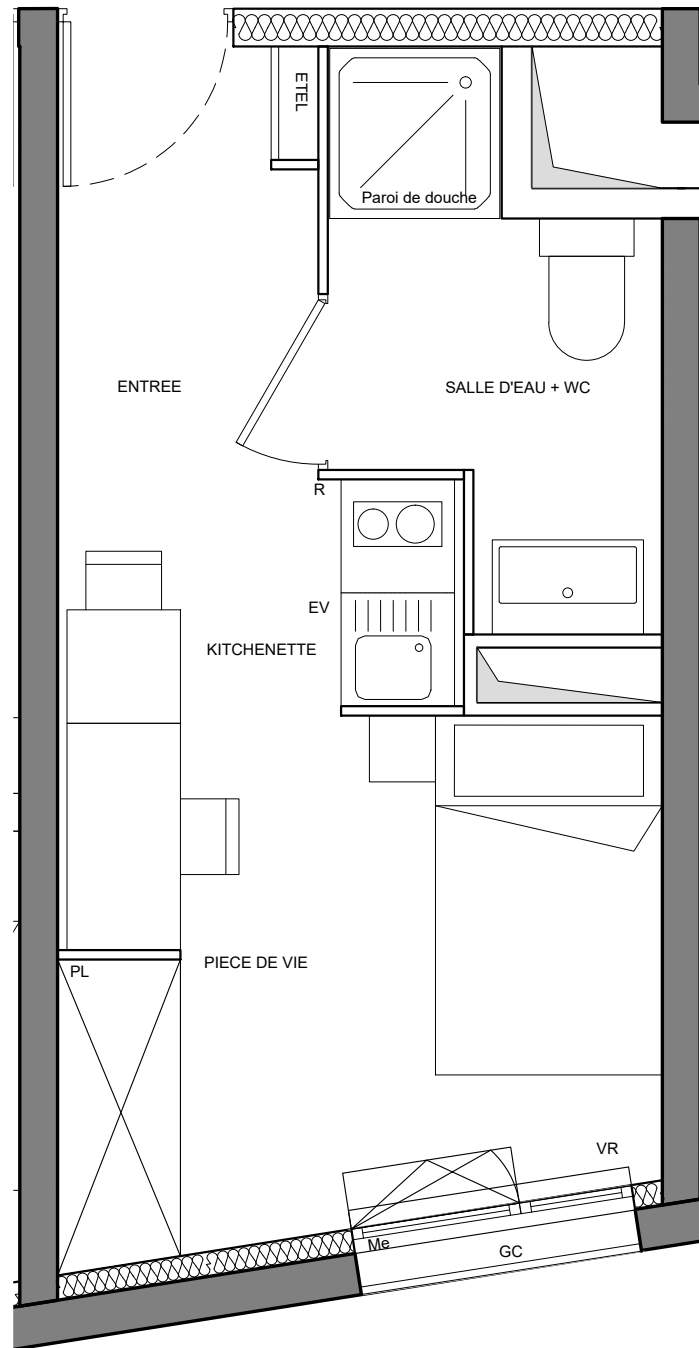 ETEL
Paroi de douche
ENTREE
SALLE D'EAU + WC
R
EV
KITCHENETTE
PIECE DE VIE
PL
VR
Me
GC